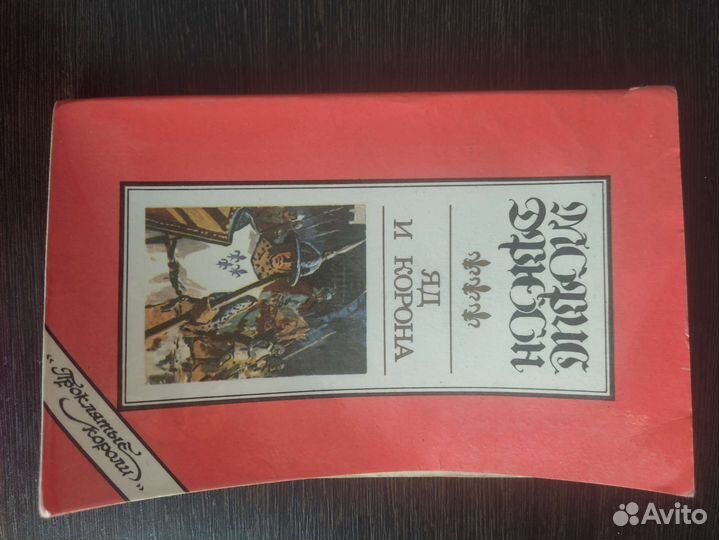 Морис
Дрюон
ЯД
И КОРОНА
"Проклятые
короли"
Avito